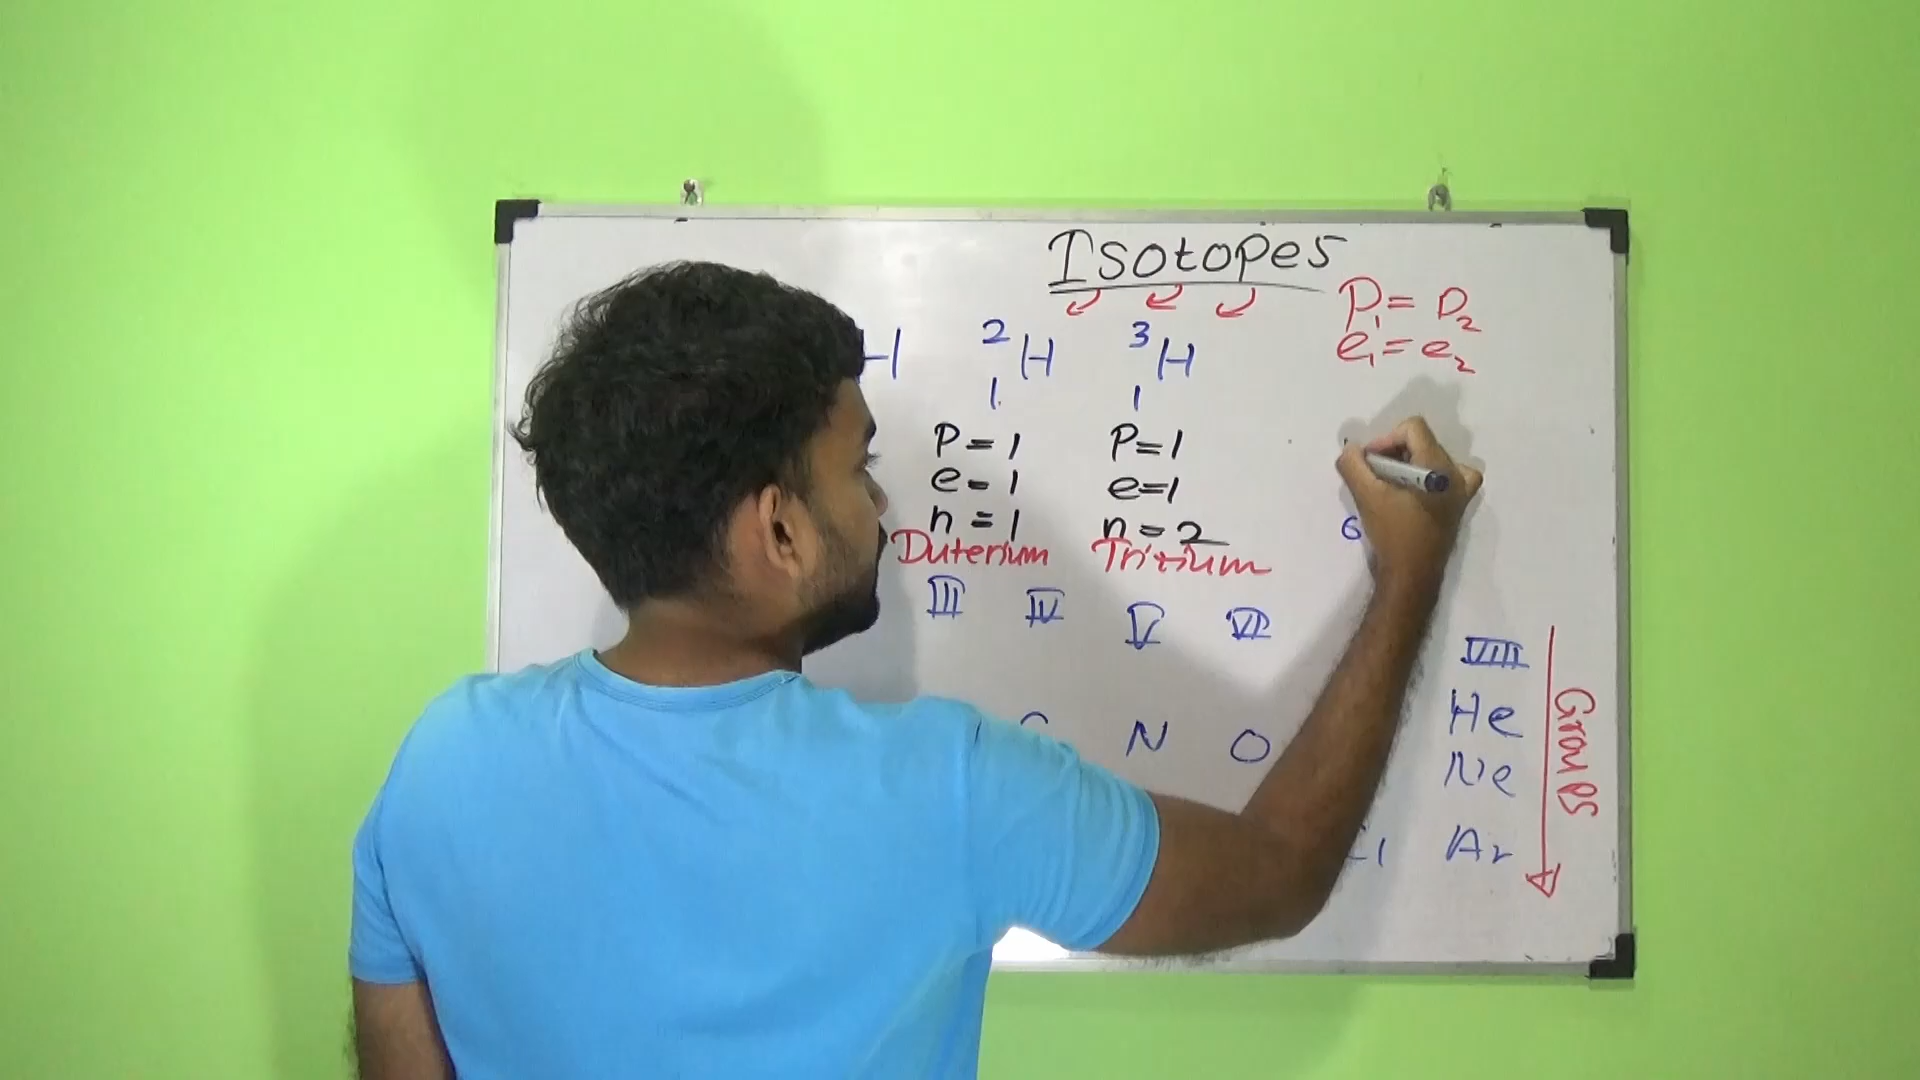 Isotopes
P₁ = P₂
e₁ = e₂
H ²H ³H
1 1
P = 1 P = 1
e = 1 e = 1
n = 1 n = 2
6
Duterium Tritium
III IV V VI VIII
He
N O
Ne
Cl Ar
Groups